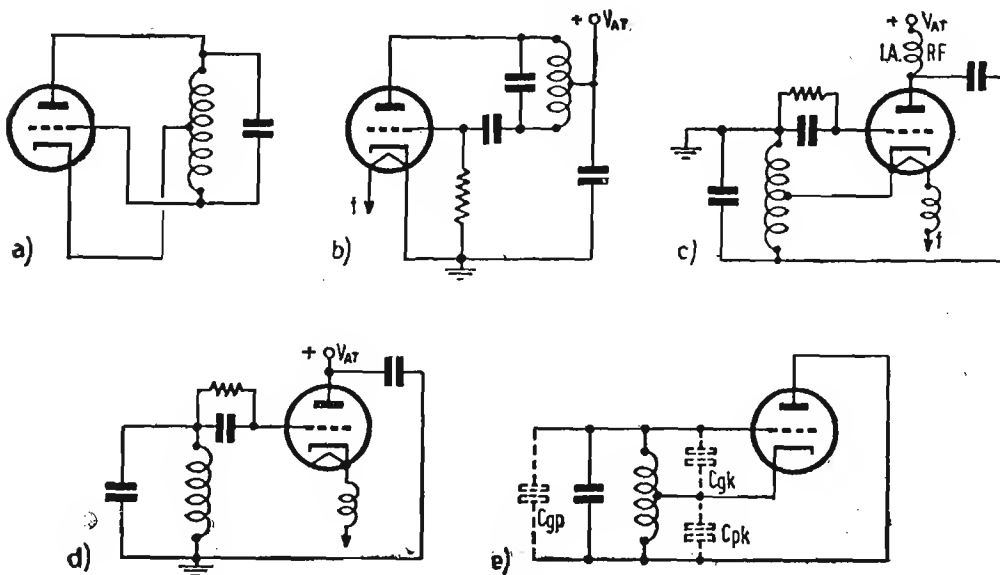 + VAT
a)
+ VAT
f
b)
I.A. RF
f
c)
+ VAT
d)
Cgp
Cgk
Cpk
e)